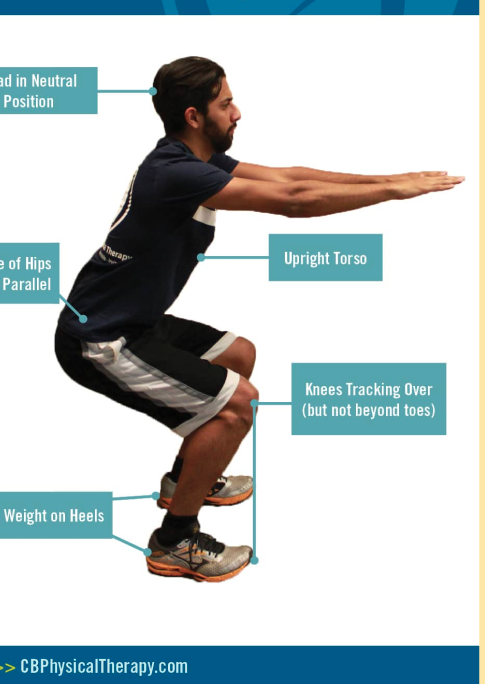 ad in Neutral
Position
Upright Torso
e of Hips
Parallel
Knees Tracking Over
(but not beyond toes)
Weight on Heels
>> CBPhysicalTherapy.com
Therapy